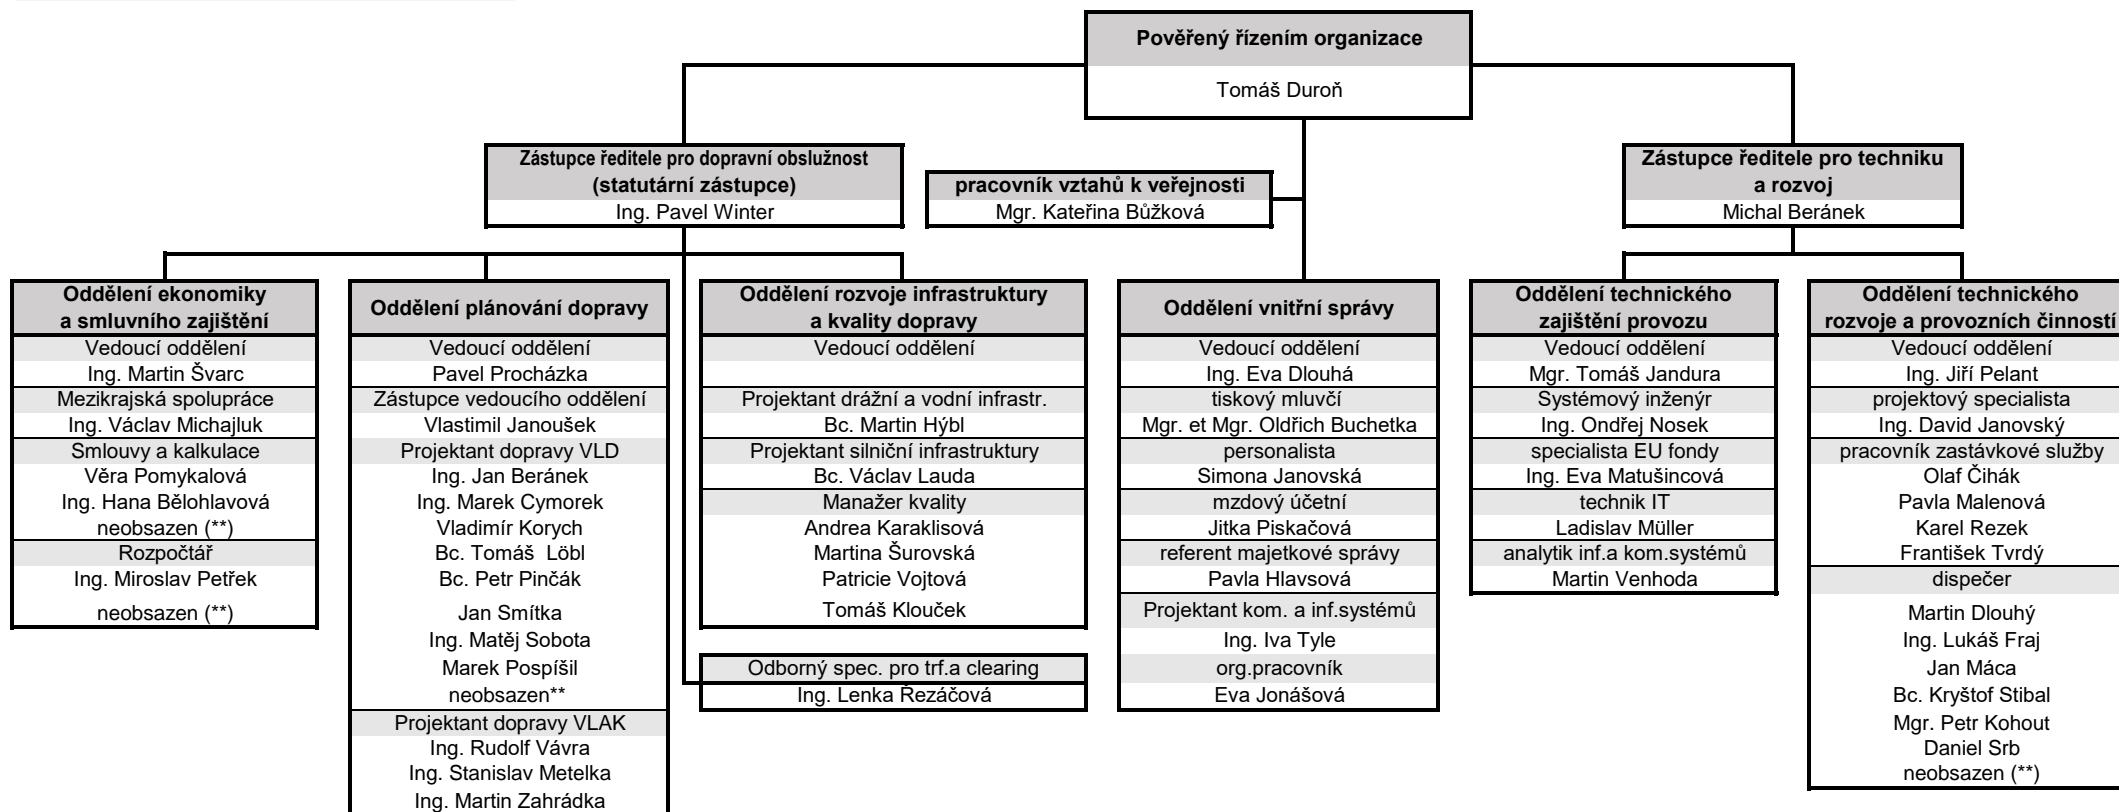 Pověřený řízením organizace
Tomáš Duroň
Zástupce ředitele pro dopravní obslužnost
(statutární zástupce)
Ing. Pavel Winter
pracovník vztahů k veřejnosti
Mgr. Kateřina Bůžková
Zástupce ředitele pro techniku
a rozvoj
Michal Beránek
Oddělení ekonomiky
a smluvního zajištění
Vedoucí oddělení
Ing. Martin Švarc
Mezikrajská spolupráce
Ing. Václav Michajluk
Smlouvy a kalkulace
Věra Pomykalová
Ing. Hana Bělohlavová
neobsazen (**)
Rozpočtář
Ing. Miroslav Petřek
neobsazen (**)
Oddělení plánování dopravy
Vedoucí oddělení
Pavel Procházka
Zástupce vedoucího oddělení
Vlastimil Janoušek
Projektant dopravy VLD
Ing. Jan Beránek
Ing. Marek Cymorek
Vladimír Korych
Bc. Tomáš  Löbl
Bc. Petr Pinčák
Jan Smítka
Ing. Matěj Sobota
Marek Pospíšil
neobsazen**
Projektant dopravy VLAK
Ing. Rudolf Vávra
Ing. Stanislav Metelka
Ing. Martin Zahrádka
Oddělení rozvoje infrastruktury
a kvality dopravy
Vedoucí oddělení
Projektant drážní a vodní infrastr.
Bc. Martin Hýbl
Projektant silniční infrastruktury
Bc. Václav Lauda
Manažer kvality
Andrea Karaklisová
Martina Šurovská
Patricie Vojtová
Tomáš Klouček
Odborný spec. pro trf.a clearing
Ing. Lenka Řezáčová
Oddělení vnitřní správy
Vedoucí oddělení
Ing. Eva Dlouhá
tiskový mluvčí
Mgr. et Mgr. Oldřich Buchetka
personalista
Simona Janovská
mzdový účetní
Jitka Piskačová
referent majetkové správy
Pavla Hlavsová
Projektant kom. a inf.systémů
Ing. Iva Tyle
org.pracovník
Eva Jonášová
Oddělení technického
zajištění provozu
Vedoucí oddělení
Mgr. Tomáš Jandura
Systémový inženýr
Ing. Ondřej Nosek
specialista EU fondy
Ing. Eva Matušincová
technik IT
Ladislav Müller
analytik inf.a kom.systémů
Martin Venhoda
Oddělení technického
rozvoje a provozních činností
Vedoucí oddělení
Ing. Jiří Pelant
projektový specialista
Ing. David Janovský
pracovník zastávkové služby
Olaf Čihák
Pavla Malenová
Karel Rezek
František Tvrdý
dispečer
Martin Dlouhý
Ing. Lukáš Fraj
Jan Máca
Bc. Kryštof Stibal
Mgr. Petr Kohout
Daniel Srb
neobsazen (**)